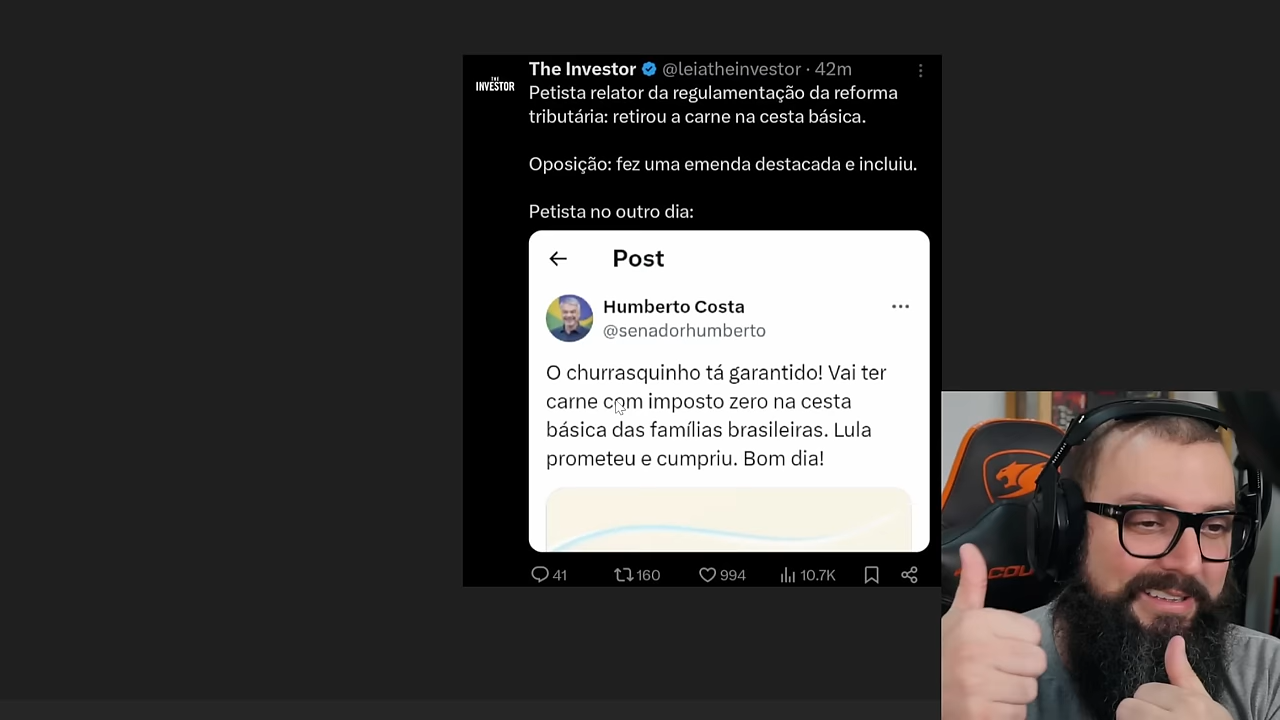 The Investor @leiatheinvestor · 42m
THE
INVESTOR
Petista relator da regulamentação da reforma
tributária: retirou a carne na cesta básica.
Oposição: fez uma emenda destacada e incluiu.
Petista no outro dia:
Post
Humberto Costa
@senadorhumberto
O churrasquinho tá garantido! Vai ter
carne com imposto zero na cesta
básica das famílias brasileiras. Lula
prometeu e cumpriu. Bom dia!
41 160 994 10.7K